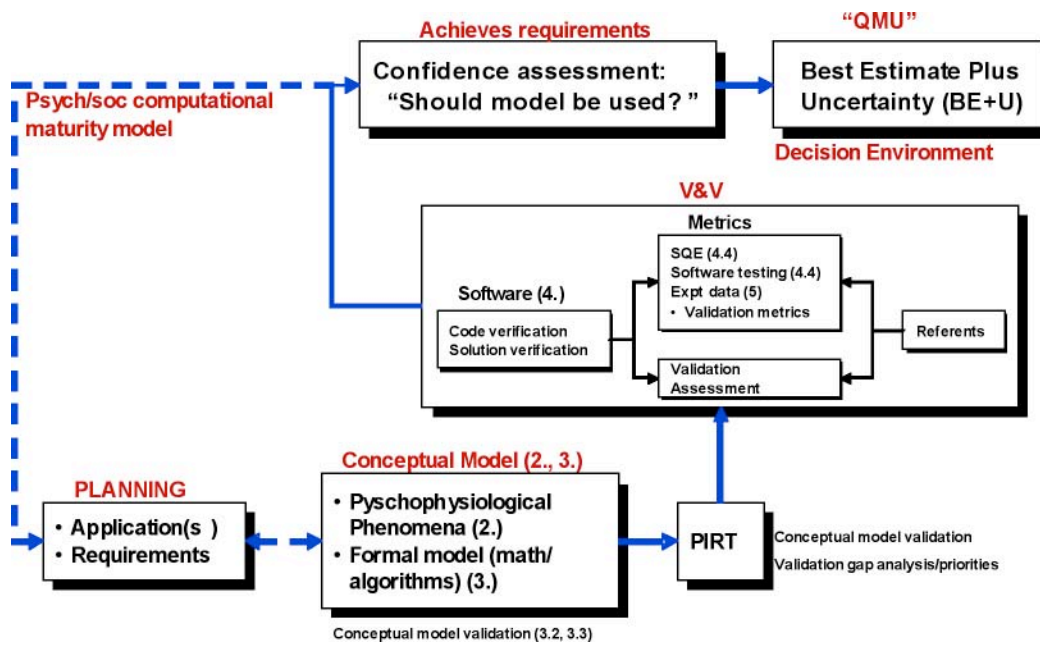 Achieves requirements
“QMU”
Confidence assessment:
“Should model be used? ”
Best Estimate Plus
Uncertainty (BE+U)
Psych/soc computational
maturity model
Decision Environment
V&V
Metrics
SQE (4.4)
Software testing (4.4)
Expt data (5)
• Validation metrics
Software (4.)
Code verification
Solution verification
Referents
Validation
Assessment
Conceptual Model (2., 3.)
PLANNING
• Application(s )
• Requirements
• Pyschophysiological
Phenomena (2.)
• Formal model (math/
algorithms) (3.)
PIRT
Conceptual model validation
Validation gap analysis/priorities
Conceptual model validation (3.2, 3.3)